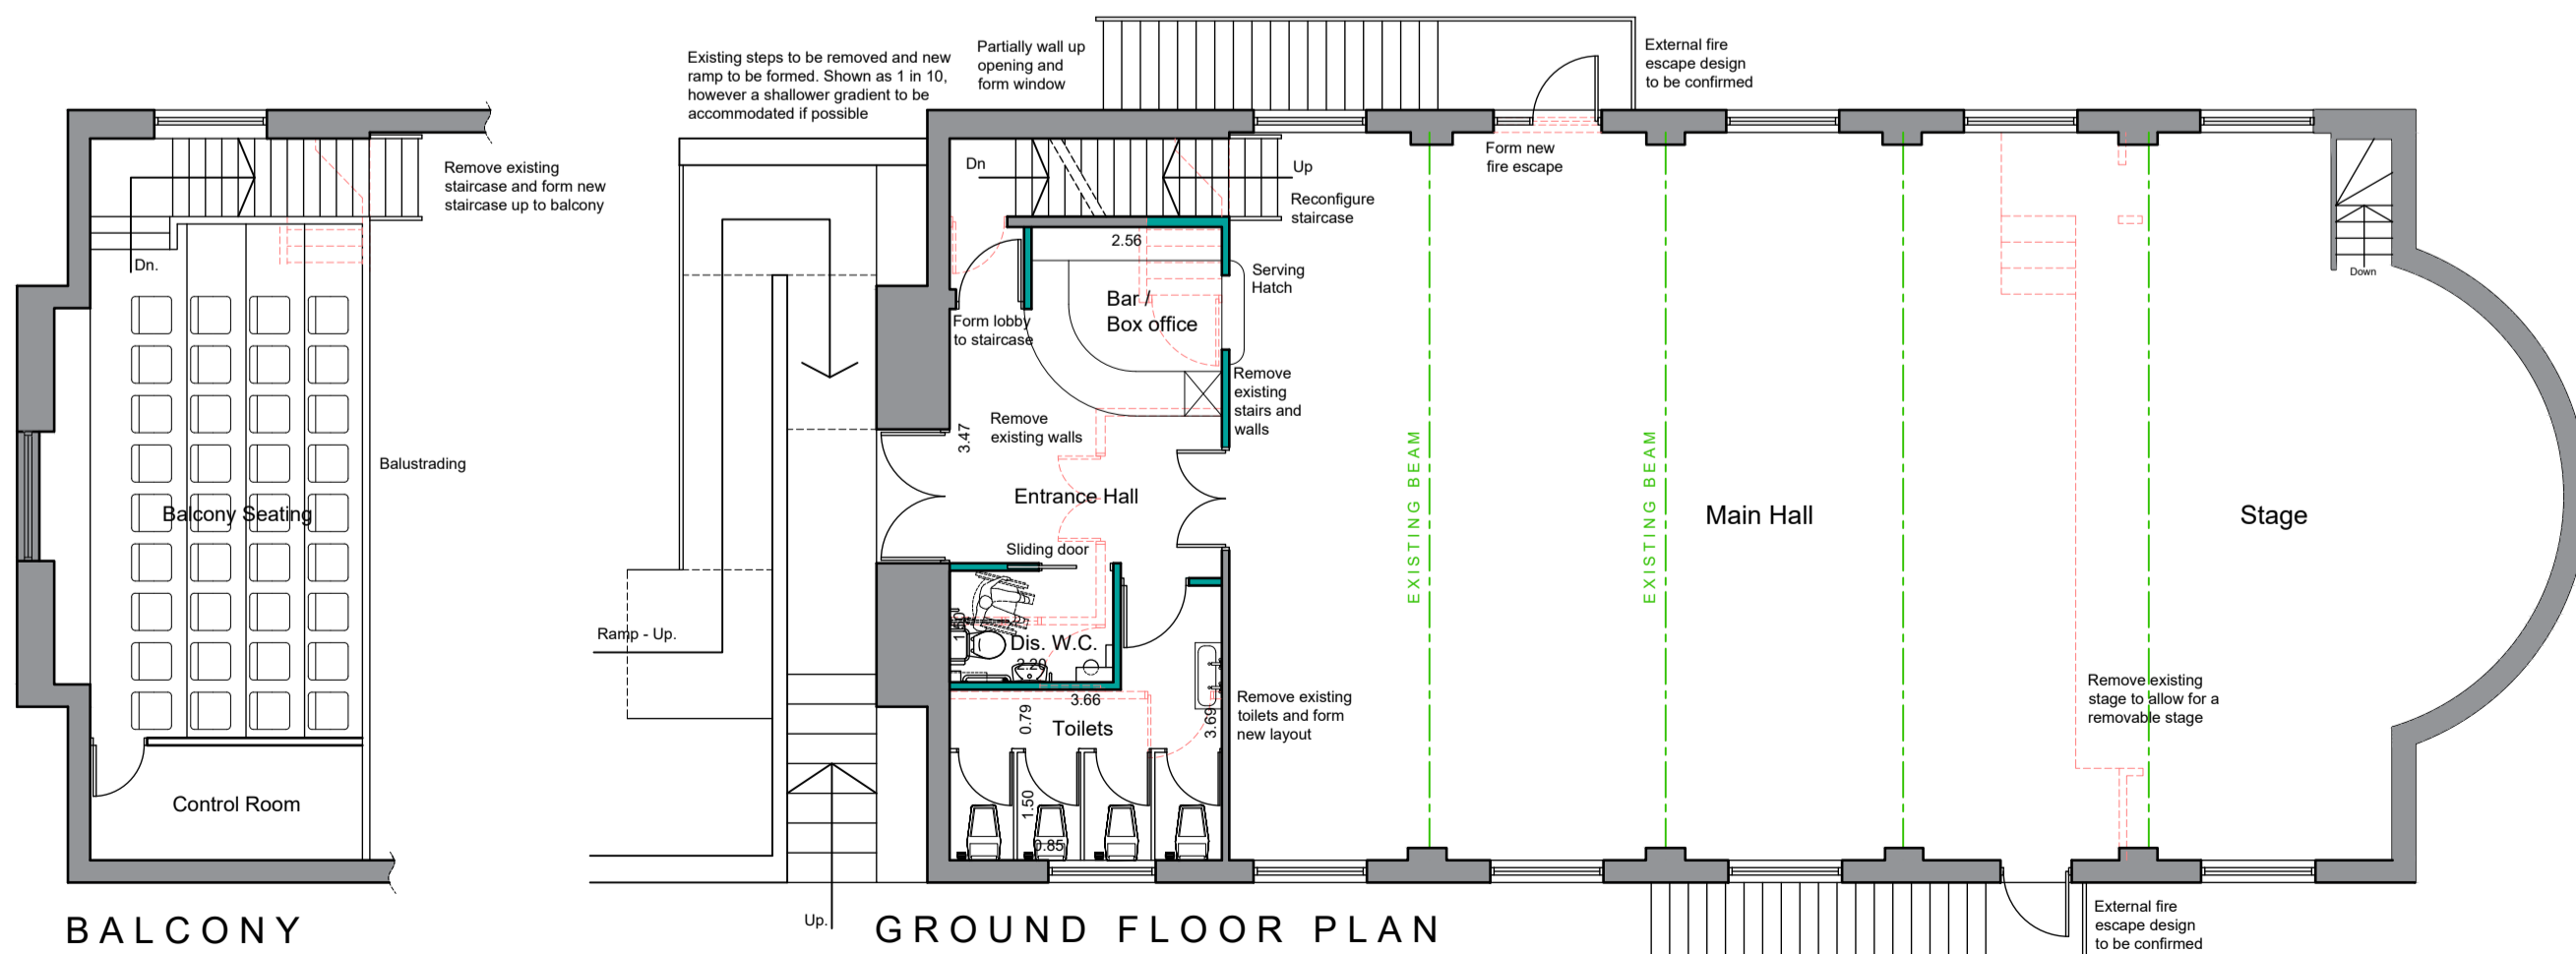 Remove existing
staircase and form new
staircase up to balcony
Dn.
Balustrading
Balcony Seating
Control Room
BALCONY
Existing steps to be removed and new
ramp to be formed. Shown as 1 in 10,
however a shallower gradient to be
accommodated if possible
Partially wall up
opening and
form window
External fire
escape design
to be confirmed
Form new
fire escape
Dn
Up
Reconfigure
staircase
2.56
Serving
Hatch
Bar /
Box office
Form lobby
to staircase
Remove
existing
stairs and
walls
Remove
existing walls
3.47
Entrance Hall
Sliding door
Ramp - Up.
Dis. W.C.
2.20
3.66
0.79
Toilets
3.69
Remove existing
toilets and form
new layout
1.50
0.85
Up.
EXISTING BEAM
EXISTING BEAM
Main Hall
Stage
Down
Remove existing
stage to allow for a
removable stage
External fire
escape design
to be confirmed
GROUND FLOOR PLAN